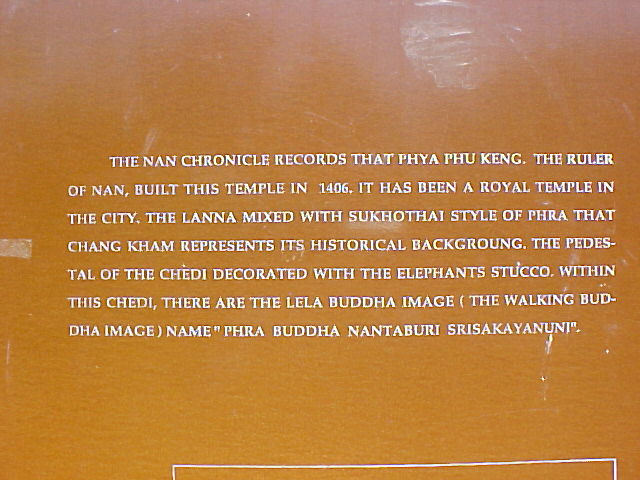 THE NAN CHRONICLE RECORDS THAT PHYA PHU KENG. THE RULER
OF NAN, BUILT THIS TEMPLE IN 1406. IT HAS BEEN A ROYAL TEMPLE IN
THE CITY. THE LANNA MIXED WITH SUKHOTHAI STYLE OF PHRA THAT
CHANG KHAM REPRESENTS ITS HISTORICAL BACKGROUNG. THE PEDES-
TAL OF THE CHEDI DECORATED WITH THE ELEPHANTS STUCCO. WITHIN
THIS CHEDI, THERE ARE THE LELA BUDDHA IMAGE ( THE WALKING BUD-
DHA IMAGE ) NAME " PHRA BUDDHA NANTABURI SRISAKAYANUNI".